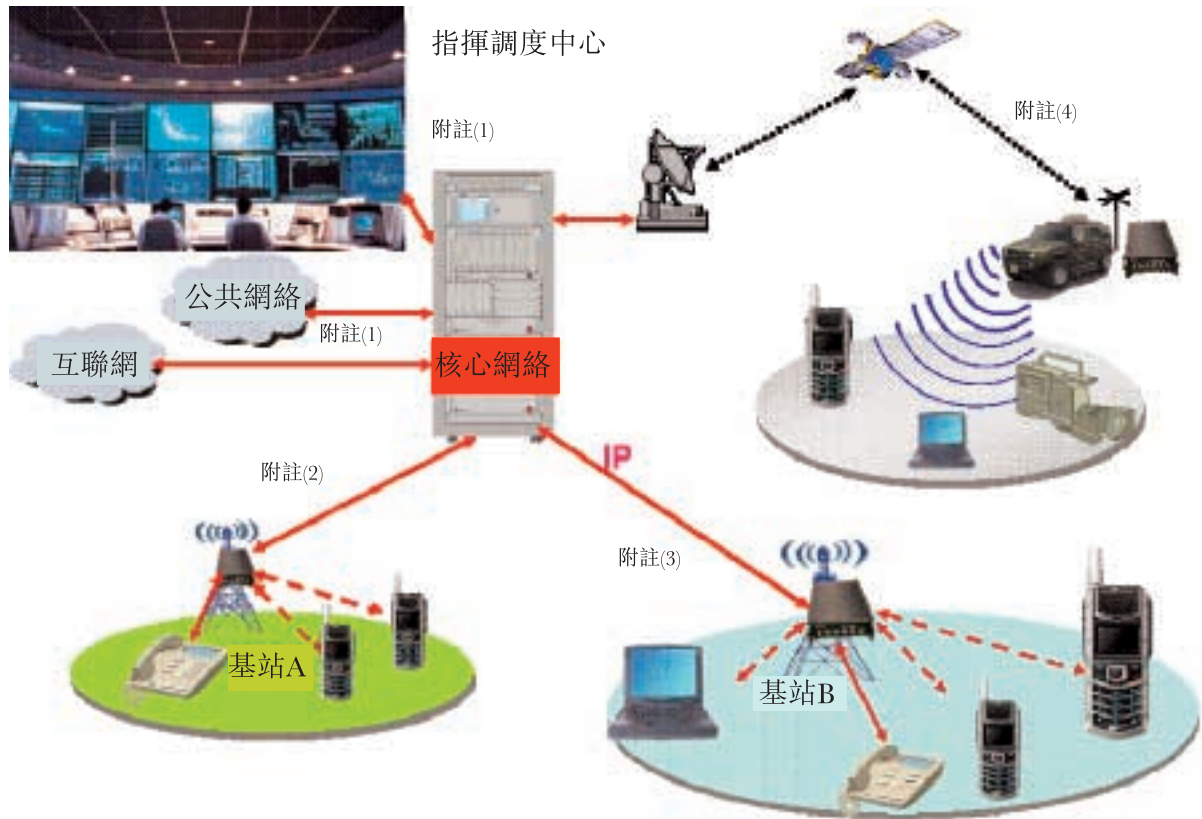 指揮調度中心
附註(1)
附註(4)
公共網絡
附註(1)
互聯網
核心網絡
IP
附註(2)
附註(3)
基站A
基站B